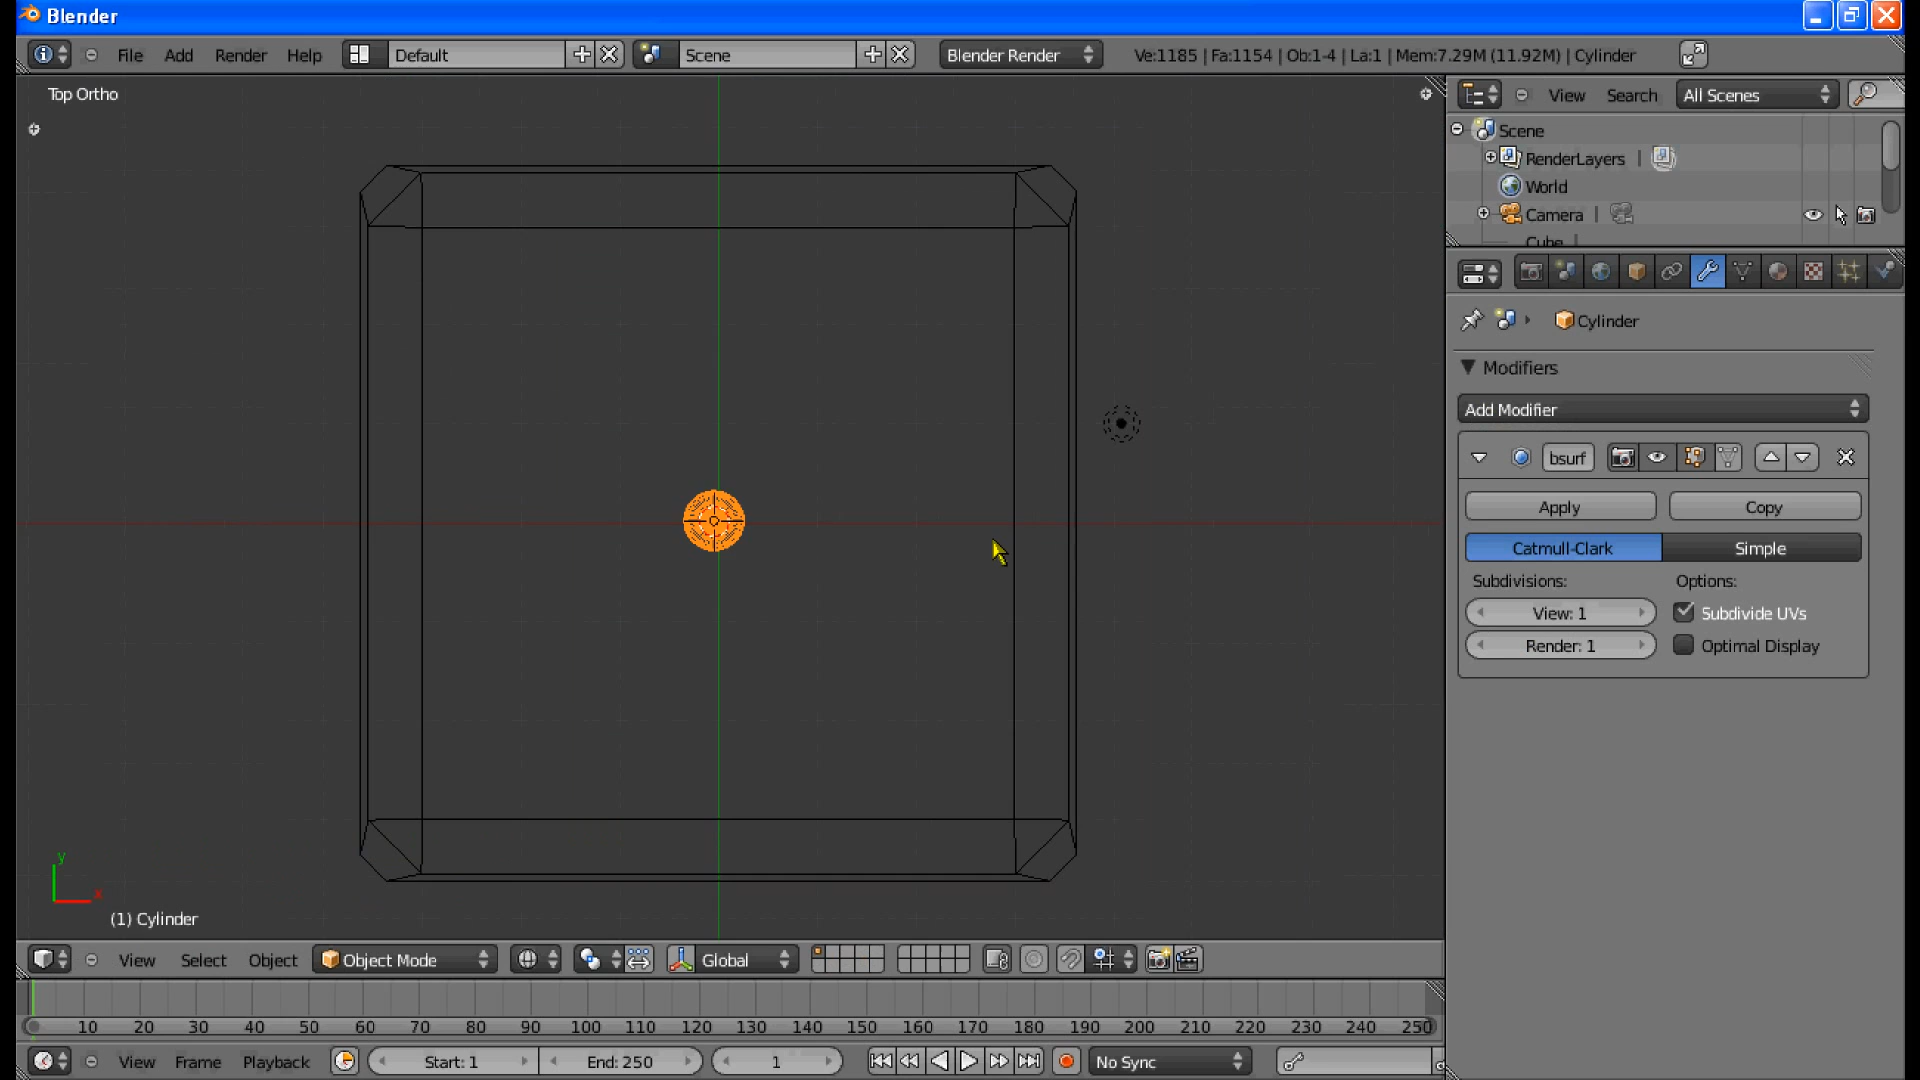 Blender
File Add Render Help Default Scene Blender Render Ve:1185 | Fa:1154 | Ob:1-4 | La:1 | Mem:7.29M (11.92M) | Cylinder
Top Ortho
View Search All Scenes
Scene
RenderLayers
World
Camera
Cube
Cylinder
Modifiers
Add Modifier
bsurf
Apply Copy
Catmull-Clark Simple
Subdivisions: Options:
View: 1 Subdivide UVs
Render: 1 Optimal Display
y
x
(1) Cylinder
View Select Object Object Mode Global
10 20 30 40 50 60 70 80 90 100 110 120 130 140 150 160 170 180 190 200 210 220 230 240 250
View Frame Playback Start: 1 End: 250 1 No Sync